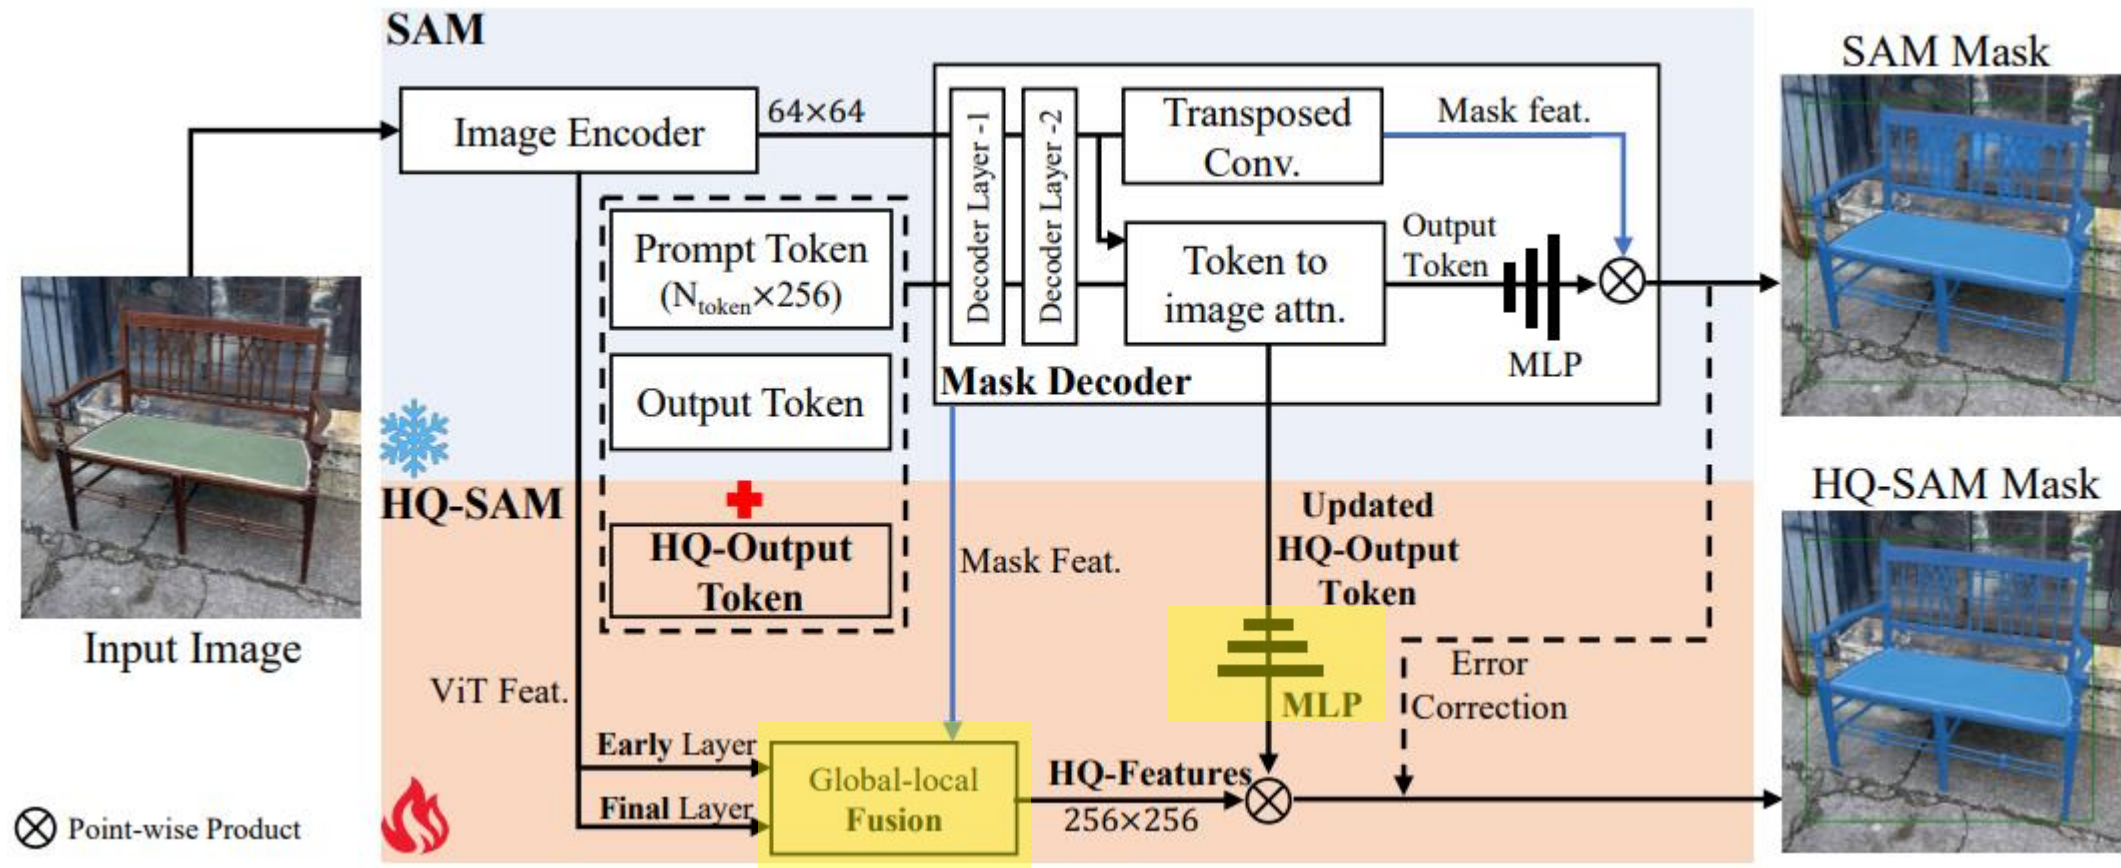 SAM
SAM Mask
Image Encoder
64×64
Decoder Layer -1
Decoder Layer -2
Transposed
Conv.
Mask feat.
Prompt Token
(Ntoken×256)
Token to
image attn.
Output
Token
MLP
Output Token
Mask Decoder
HQ-SAM
HQ-SAM Mask
HQ-Output
Token
Mask Feat.
Updated
HQ-Output
Token
Input Image
ViT Feat.
MLP
Error
Correction
Early Layer
Final Layer
Global-local
Fusion
HQ-Features
256×256
Point-wise Product